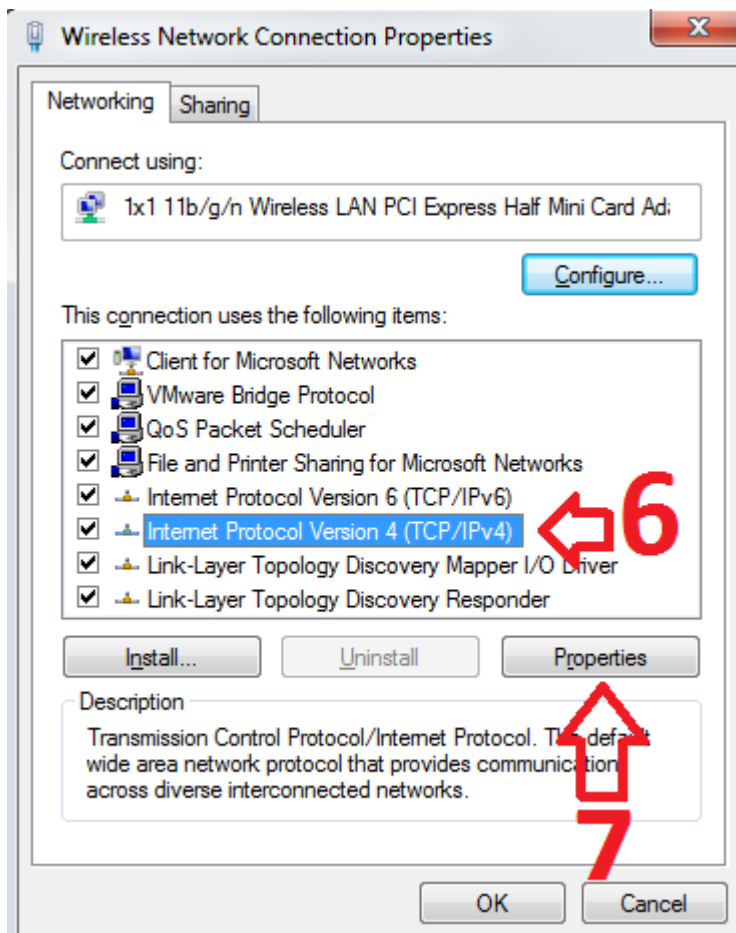 Wireless Network Connection Properties
Networking
Sharing
Connect using:
1x1 11b/g/n Wireless LAN PCI Express Half Mini Card Ada
Configure...
This connection uses the following items:
Client for Microsoft Networks
VMware Bridge Protocol
QoS Packet Scheduler
File and Printer Sharing for Microsoft Networks
Internet Protocol Version 6 (TCP/IPv6)
Internet Protocol Version 4 (TCP/IPv4)
6
Link-Layer Topology Discovery Mapper I/O Driver
Link-Layer Topology Discovery Responder
Install...
Uninstall
Properties
Description
Transmission Control Protocol/Internet Protocol. The default
wide area network protocol that provides communication
across diverse interconnected networks.
7
OK
Cancel